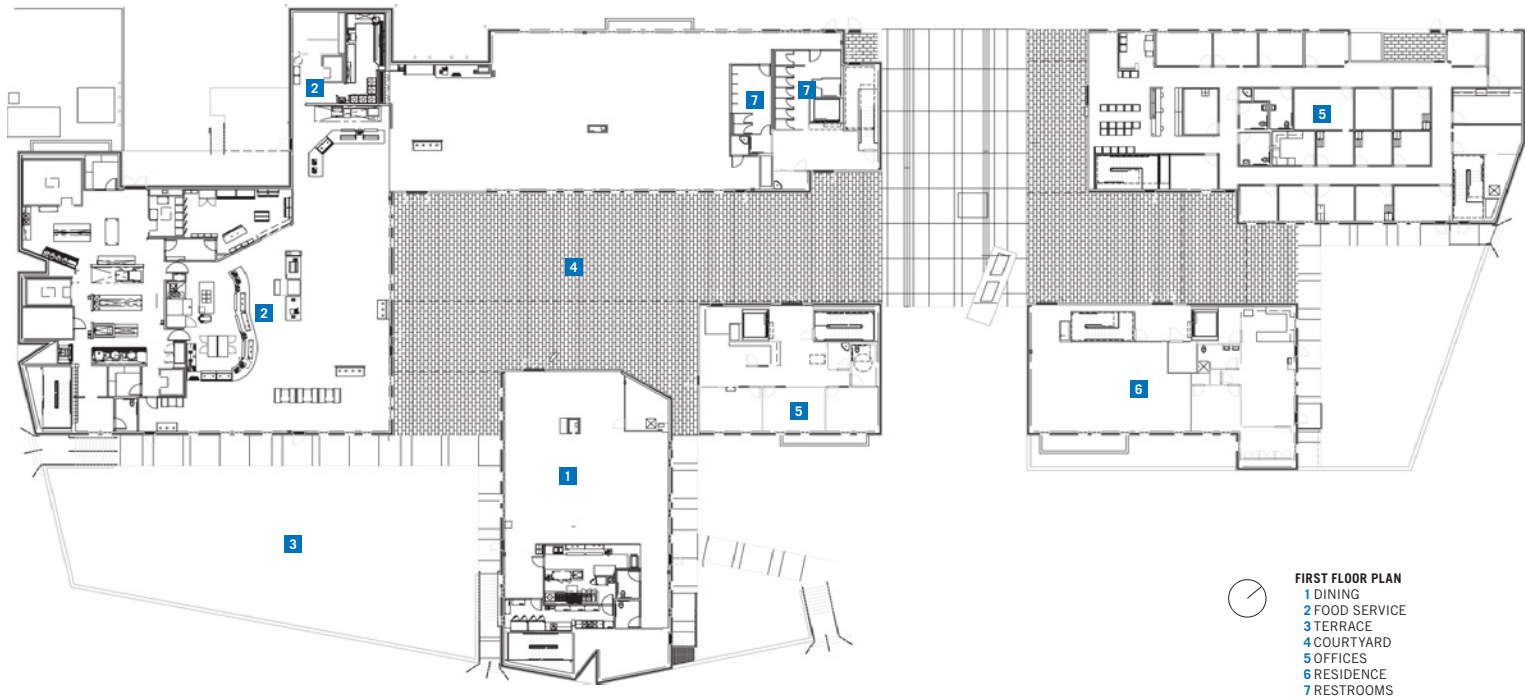 2
7
7
5
4
2
6
5
1
3
FIRST FLOOR PLAN
1 DINING
2 FOOD SERVICE
3 TERRACE
4 COURTYARD
5 OFFICES
6 RESIDENCE
7 RESTROOMS